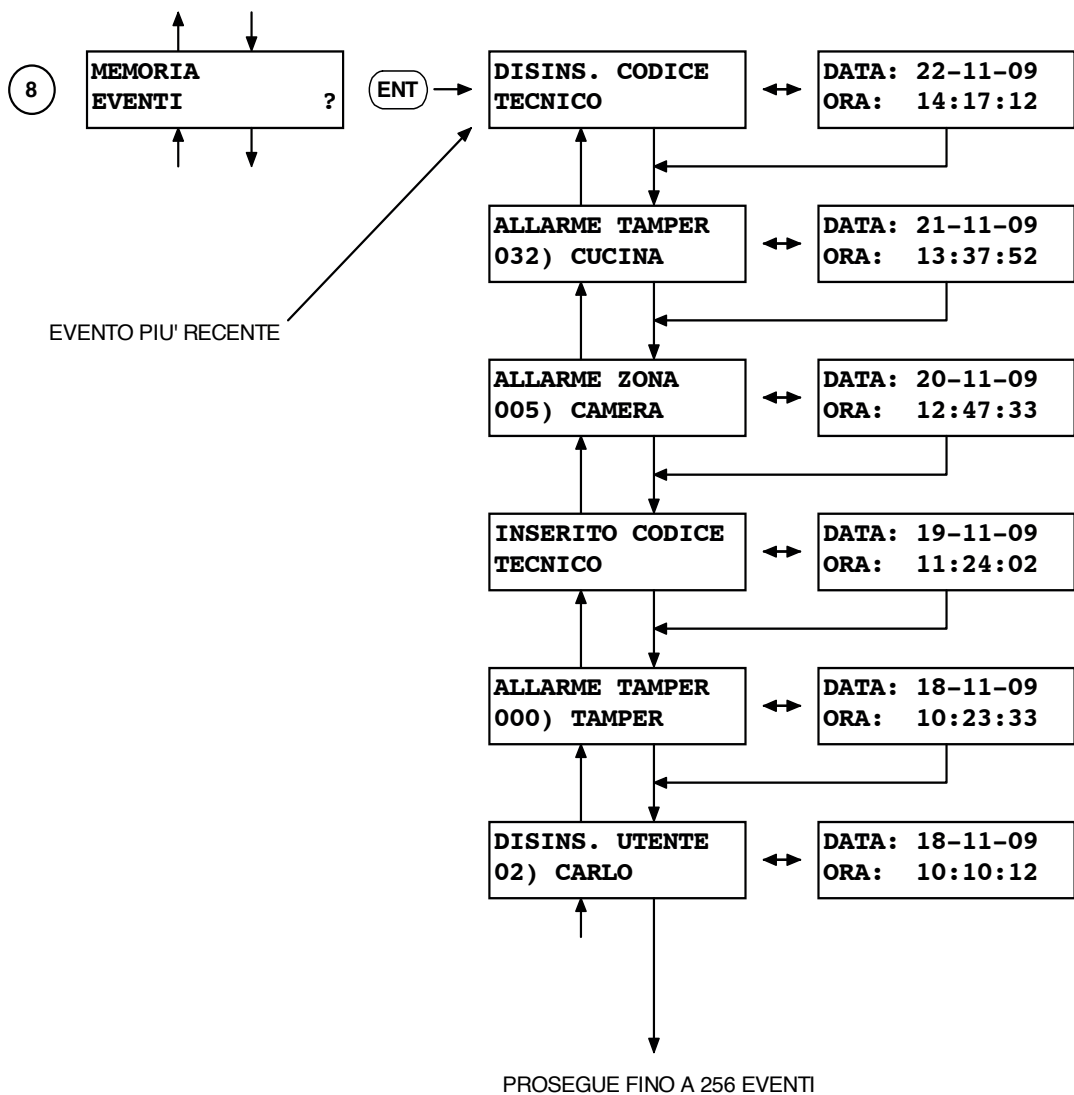 8
MEMORIA
EVENTI ?
ENT
DISINS. CODICE
TECNICO
DATA: 22-11-09
ORA: 14:17:12
ALLARME TAMPER
032) CUCINA
DATA: 21-11-09
ORA: 13:37:52
EVENTO PIU' RECENTE
ALLARME ZONA
005) CAMERA
DATA: 20-11-09
ORA: 12:47:33
INSERITO CODICE
TECNICO
DATA: 19-11-09
ORA: 11:24:02
ALLARME TAMPER
000) TAMPER
DATA: 18-11-09
ORA: 10:23:33
DISINS. UTENTE
02) CARLO
DATA: 18-11-09
ORA: 10:10:12
PROSEGUE FINO A 256 EVENTI